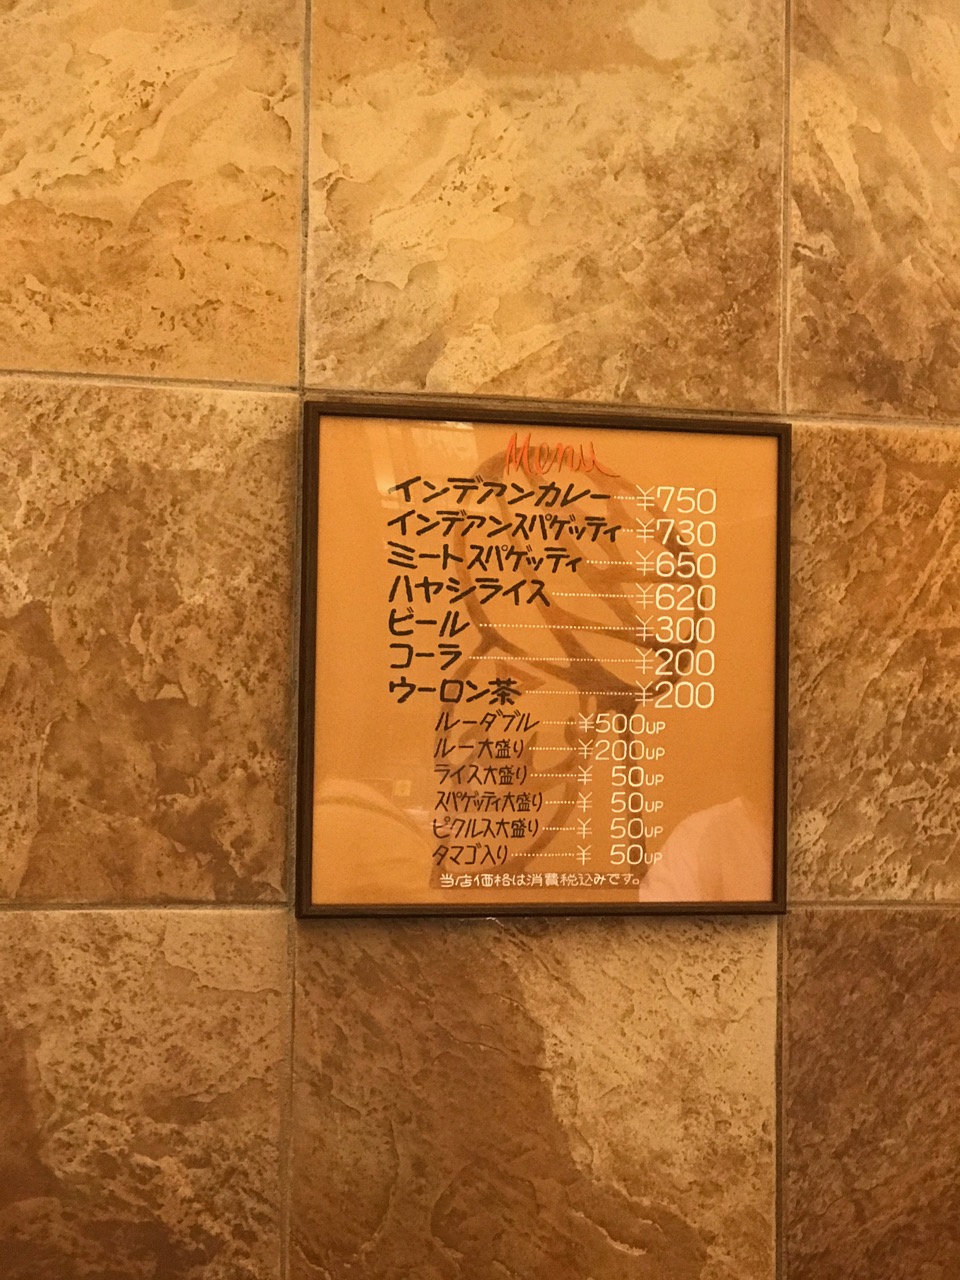 Menu
インデアンカレー……¥750
インデアンスパゲッティ…¥730
ミートスパゲッティ……¥650
ハヤシライス…………¥620
ビール…………………¥300
コーラ…………………¥200
ウーロン茶……………¥200
ルーダブル……¥500UP
ルー大盛り……¥200UP
ライス大盛り……¥ 50UP
スパゲッティ大盛り……¥ 50UP
ピクルス大盛り……¥ 50UP
タマゴ入り………¥ 50UP
当店価格は消費税込みです。